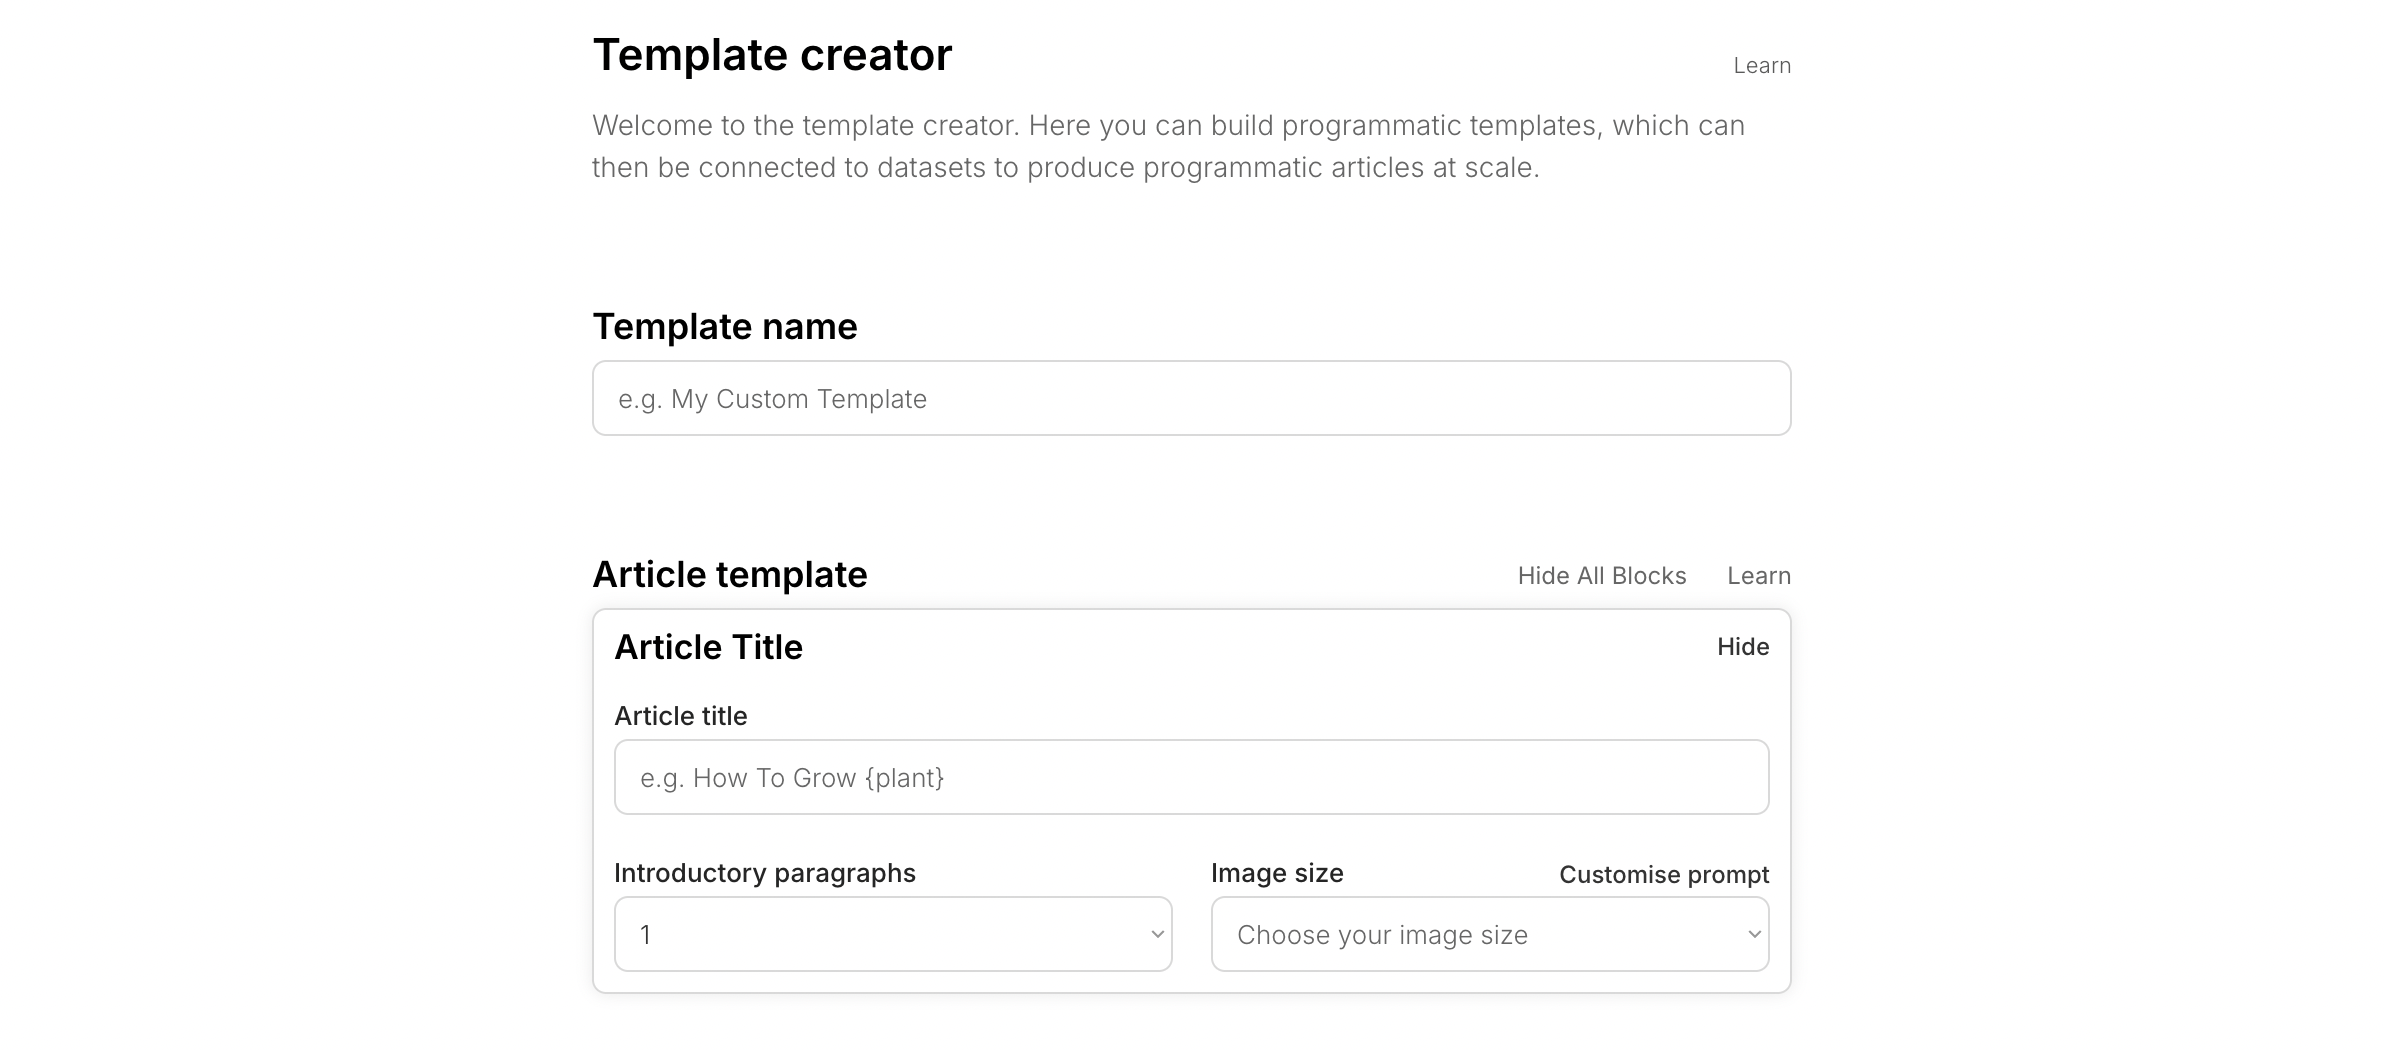 Template creator
Learn
Welcome to the template creator. Here you can build programmatic templates, which can
then be connected to datasets to produce programmatic articles at scale.
Template name
e.g. My Custom Template
Article template
Hide All Blocks
Learn
Article Title
Hide
Article title
e.g. How To Grow {plant}
Introductory paragraphs
Image size
Customise prompt
1
Choose your image size